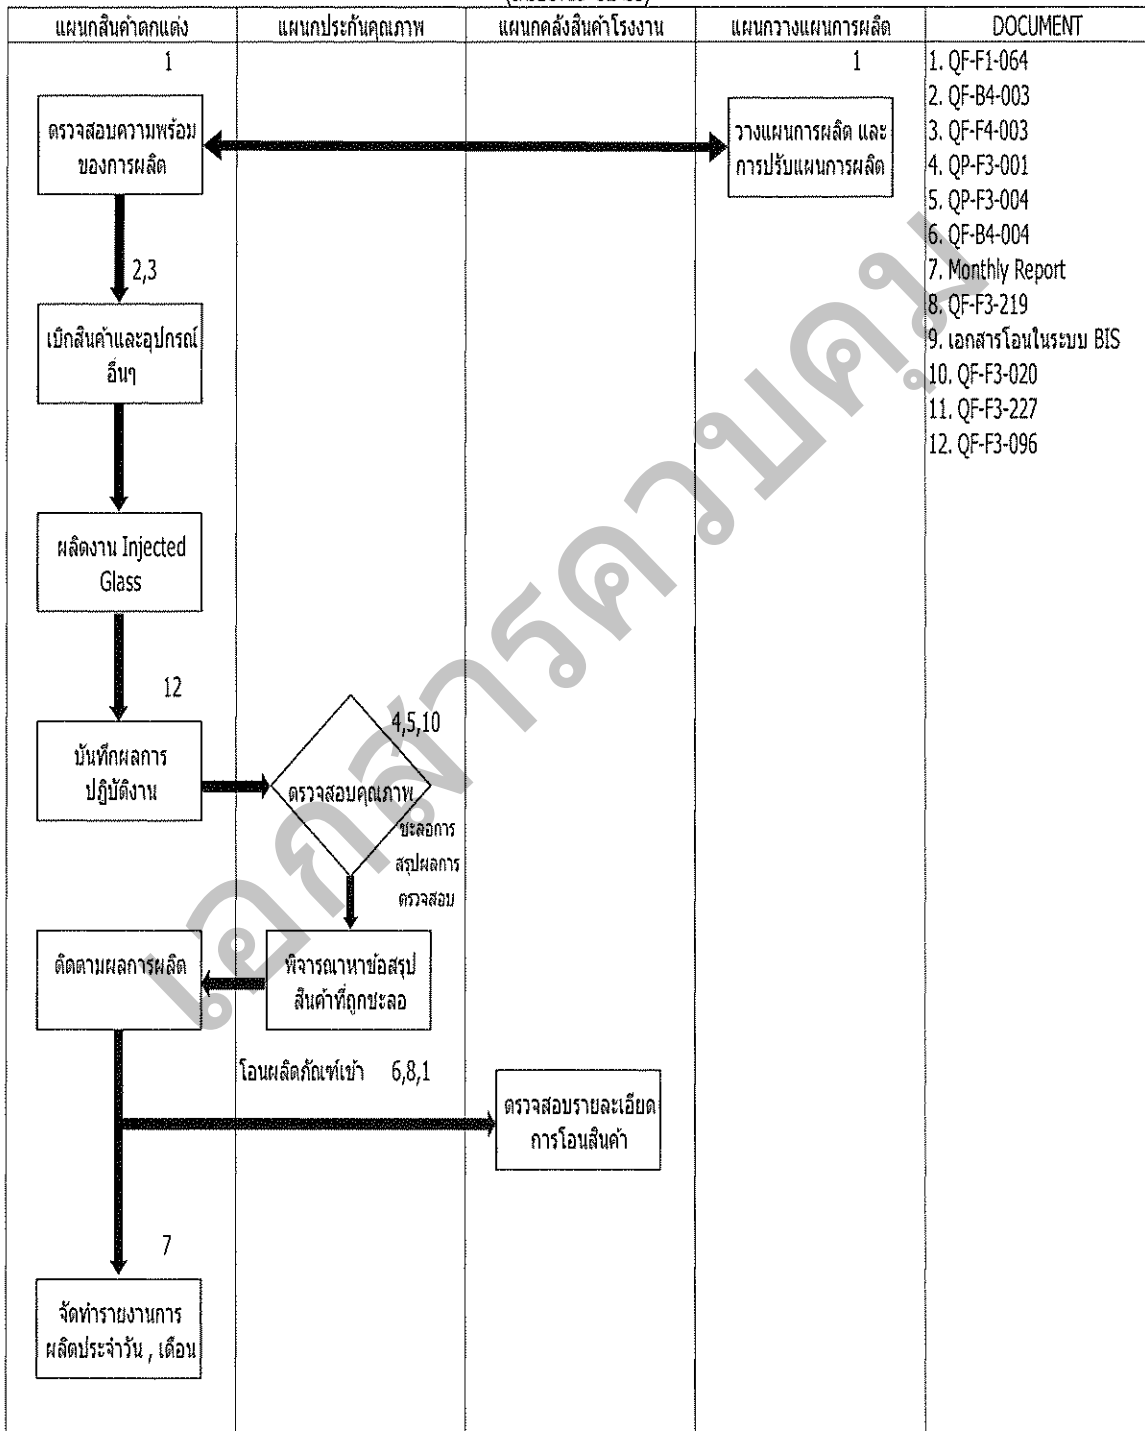 แผนกสินค้าตกแต่ง
แผนกประกันคุณภาพ
แผนกคลังสินค้าโรงงาน
แผนกวางแผนการผลิต
DOCUMENT
1
1
ตรวจสอบความพร้อม
ของการผลิต
วางแผนการผลิต และ
การปรับแผนการผลิต
1. QF-F1-064
2. QF-B4-003
3. QF-F4-003
4. QP-F3-001
5. QP-F3-004
6. QF-B4-004
7. Monthly Report
8. QF-F3-219
9. เอกสารโอนในระบบ BIS
10. QF-F3-020
11. QF-F3-227
12. QF-F3-096
2,3
เบิกสินค้าและอุปกรณ์
อื่นๆ
ผลิตงาน Injected
Glass
12
บันทึกผลการ
ปฏิบัติงาน
4,5,10
ตรวจสอบคุณภาพ
ชะลอการ
สรุปผลการ
ตรวจสอบ
ติดตามผลการผลิต
พิจารณาหาข้อสรุป
สินค้าที่ถูกชะลอ
โอนผลิตภัณฑ์เข้า 6,8,1
ตรวจสอบรายละเอียด
การโอนสินค้า
7
จัดทำรายงานการ
ผลิตประจำวัน , เดือน
เอกสารควบคุม